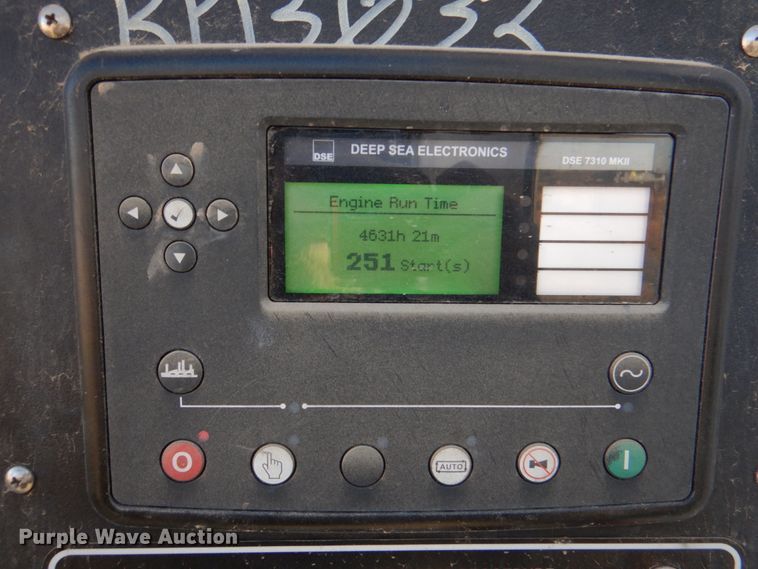 DSE
DEEP SEA ELECTRONICS
DSE 7310 MKII
Engine Run Time
4631h 21m
251 Start(s)
O
AUTO
I
Purple Wave Auction